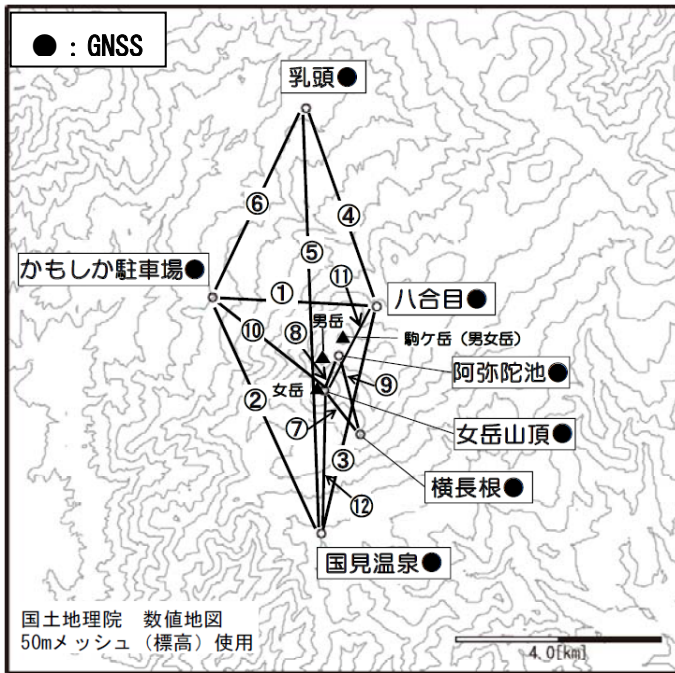 ●：GNSS
乳頭●
⑥
④
⑤
かもしか駐車場●
①
⑪
八合目●
⑩
⑧
男岳
駒ケ岳（男女岳）
阿弥陀池●
⑨
女岳
②
⑦
女岳山頂●
③
横長根●
⑫
国見温泉●
国土地理院　数値地図
50mメッシュ（標高）使用
4.0[km]